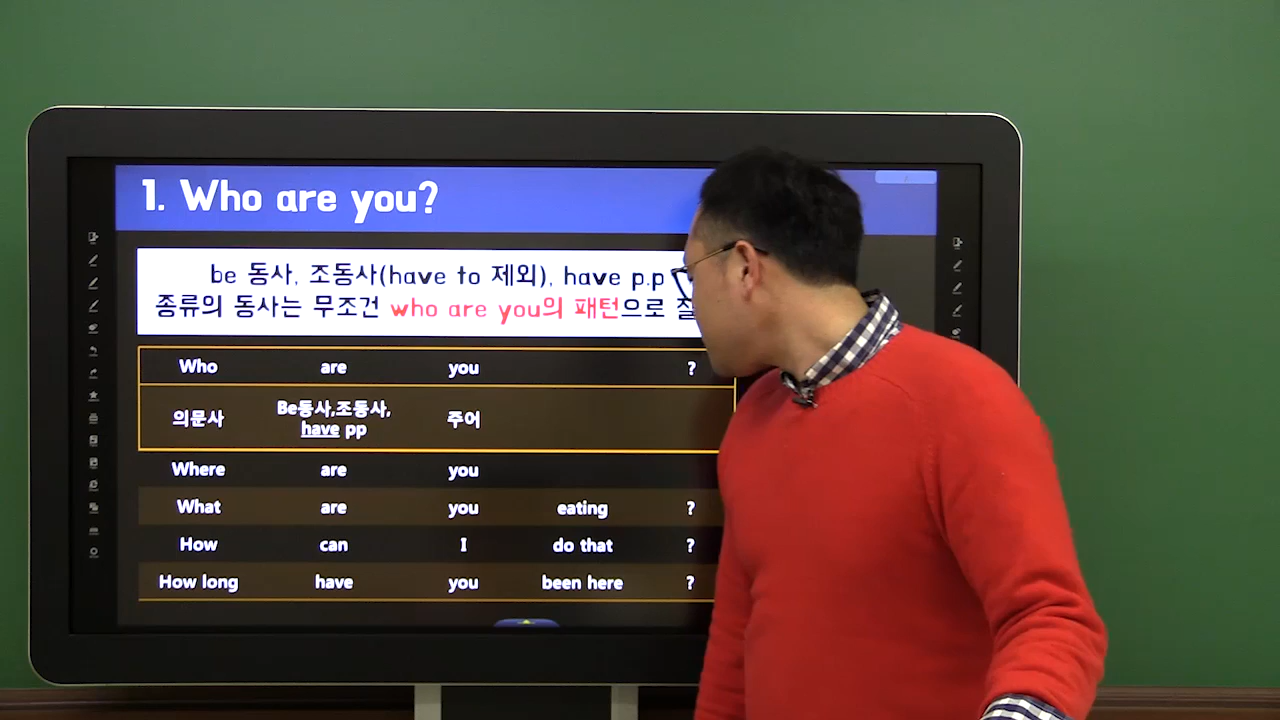 1. Who are you?
be 동사, 조동사(have to 제외), have p.p
종류의 동사는 무조건 who are you의 패턴으로
Who are you ?
의문사 Be동사,조동사, have pp 주어
Where are you
What are you eating ?
How can I do that ?
How long have you been here ?